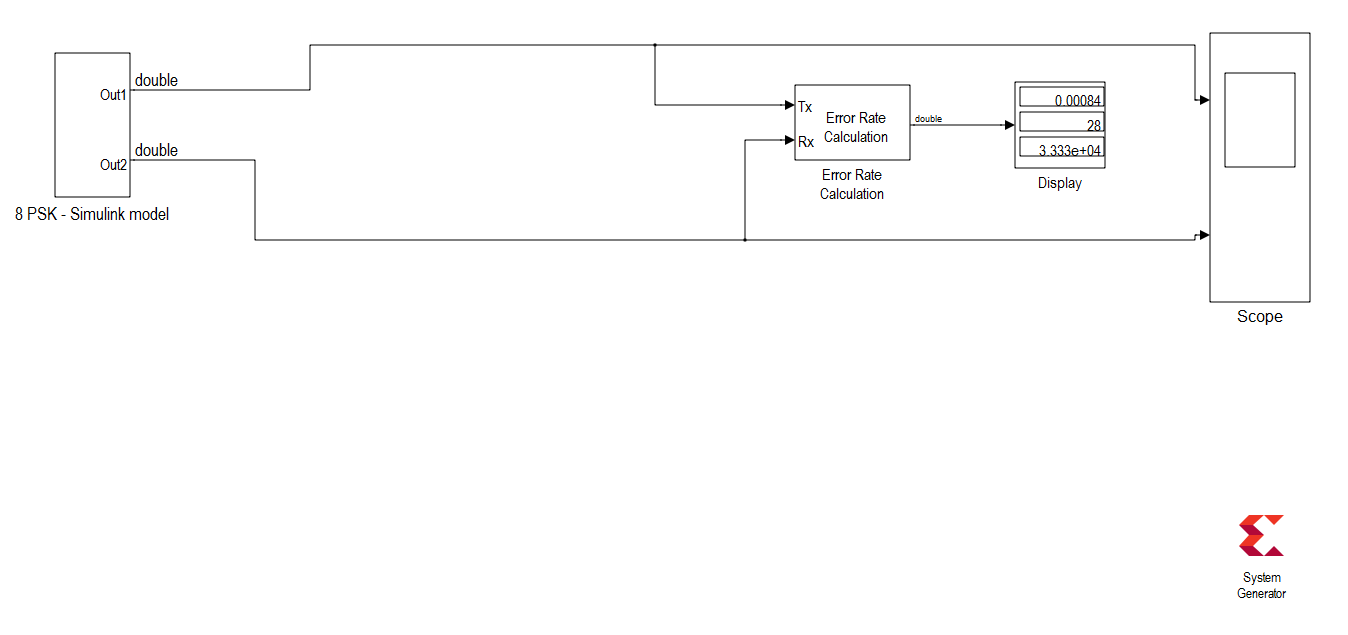 double
Out1
double
Out2
8 PSK - Simulink model
Tx
Rx
Error Rate
Calculation
Error Rate
Calculation
double
0.00084
28
3.333e+04
Display
Scope
System
Generator